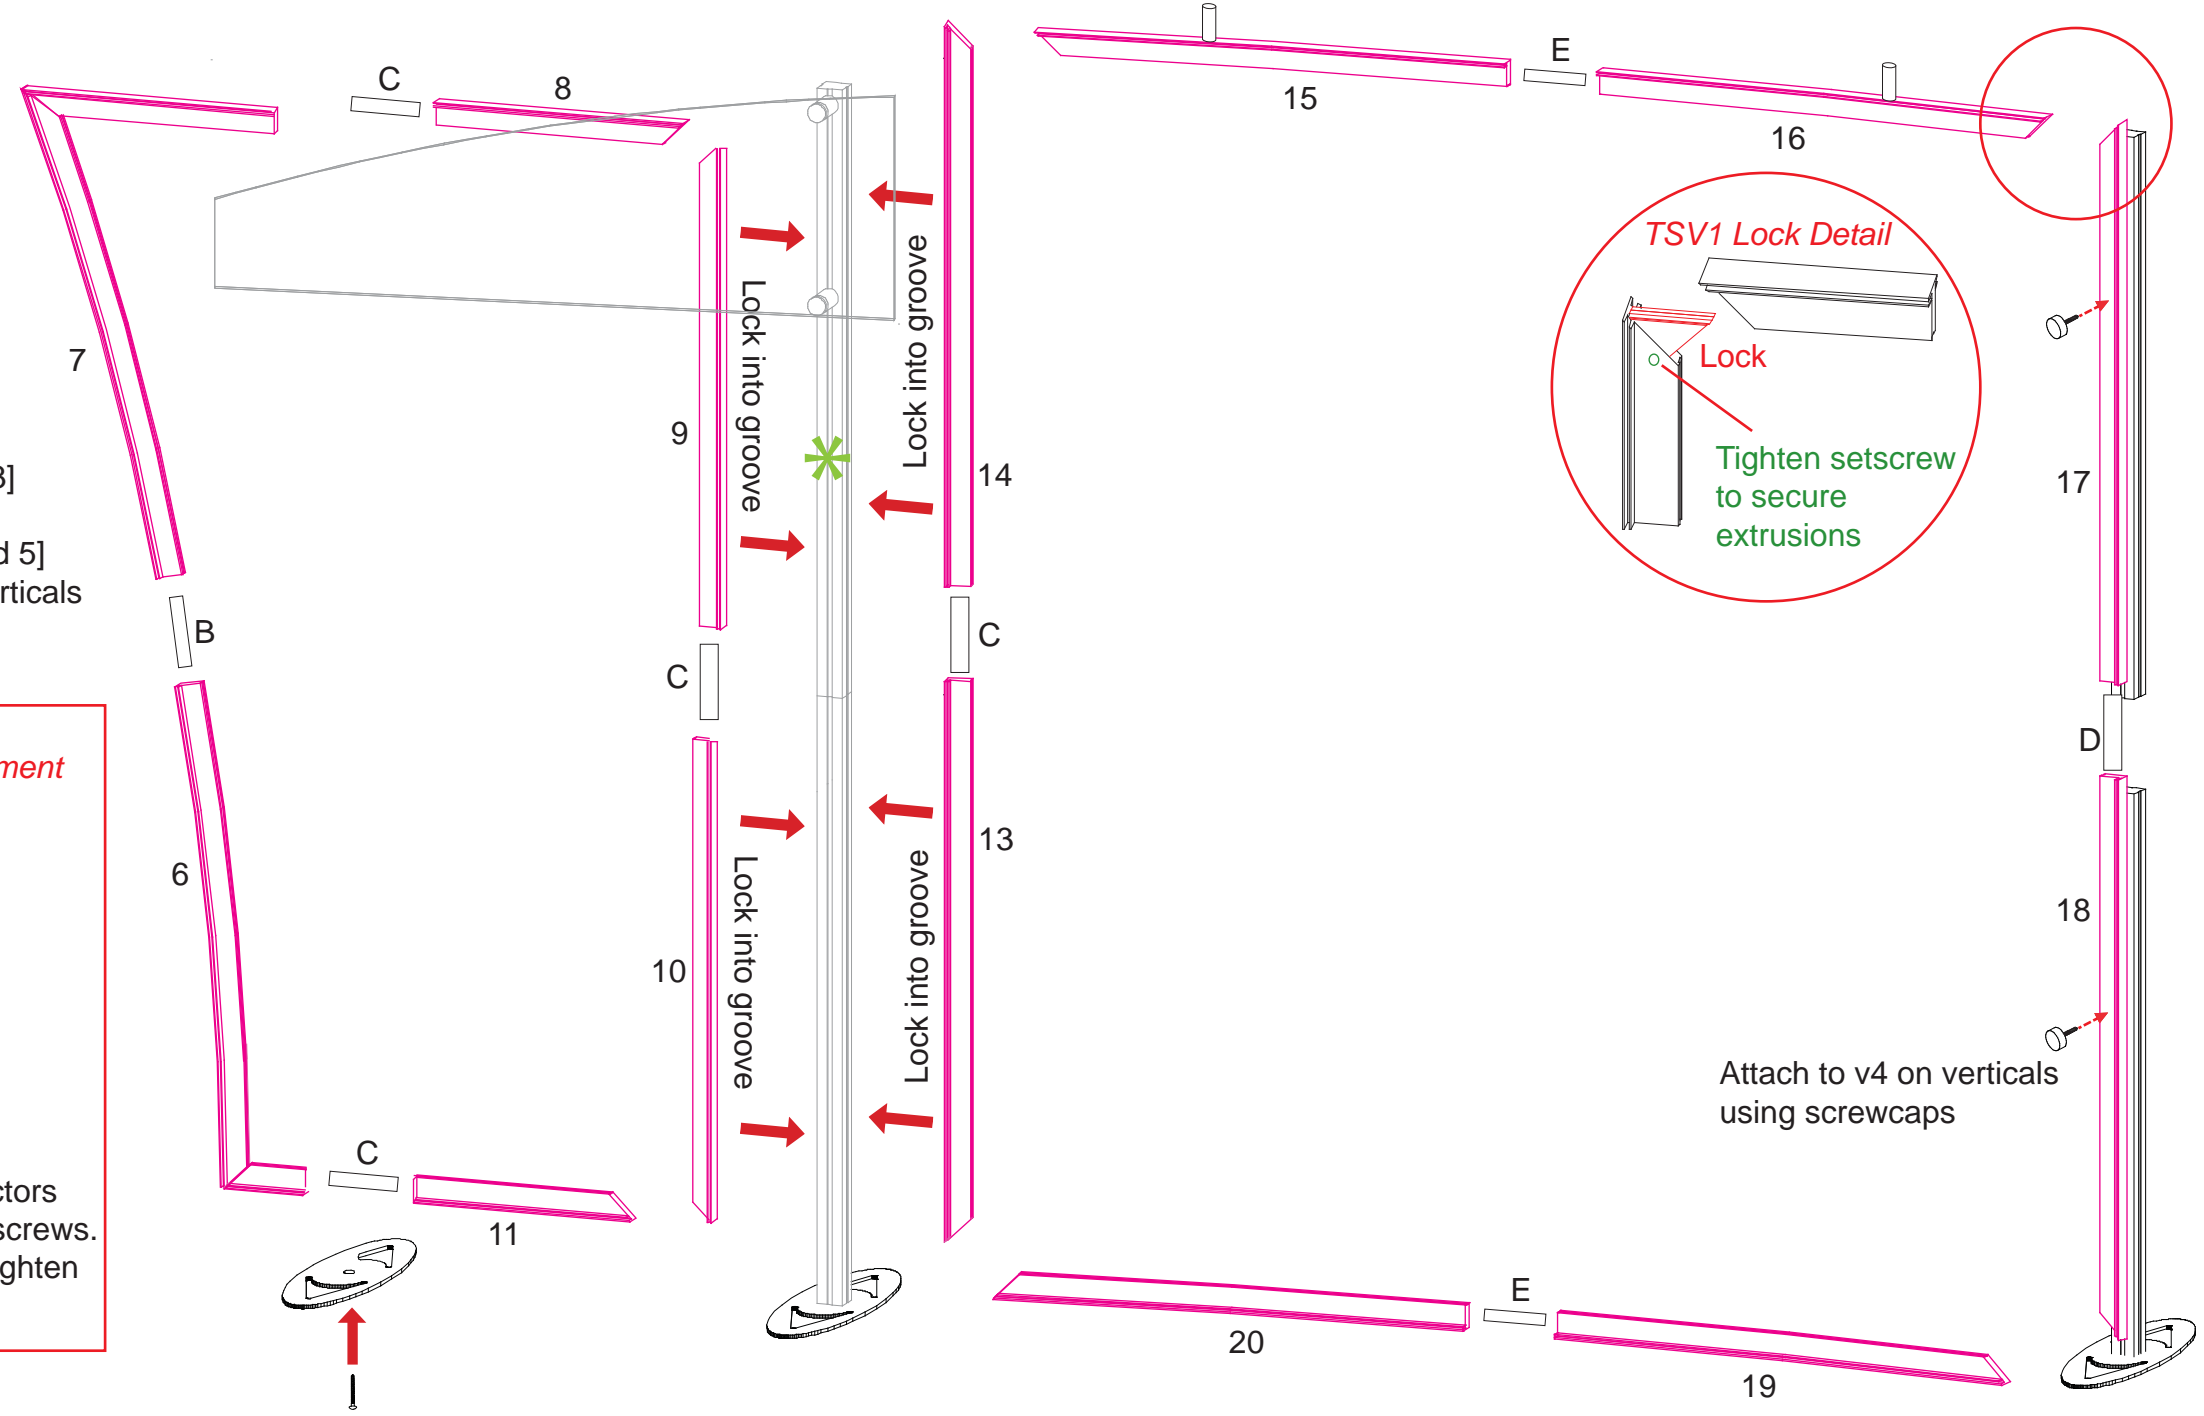 C
8
E
15
16
7
TSV1 Lock Detail
Lock
Tighten setscrew
to secure
extrusions
Lock into groove
Lock into groove
9
14
17
3]
d 5]
erticals
B
C
C
D
ment
6
10
13
18
Lock into groove
Lock into groove
Attach to v4 on verticals
using screwcaps
C
11
ctors
screws.
ghten
E
20
19